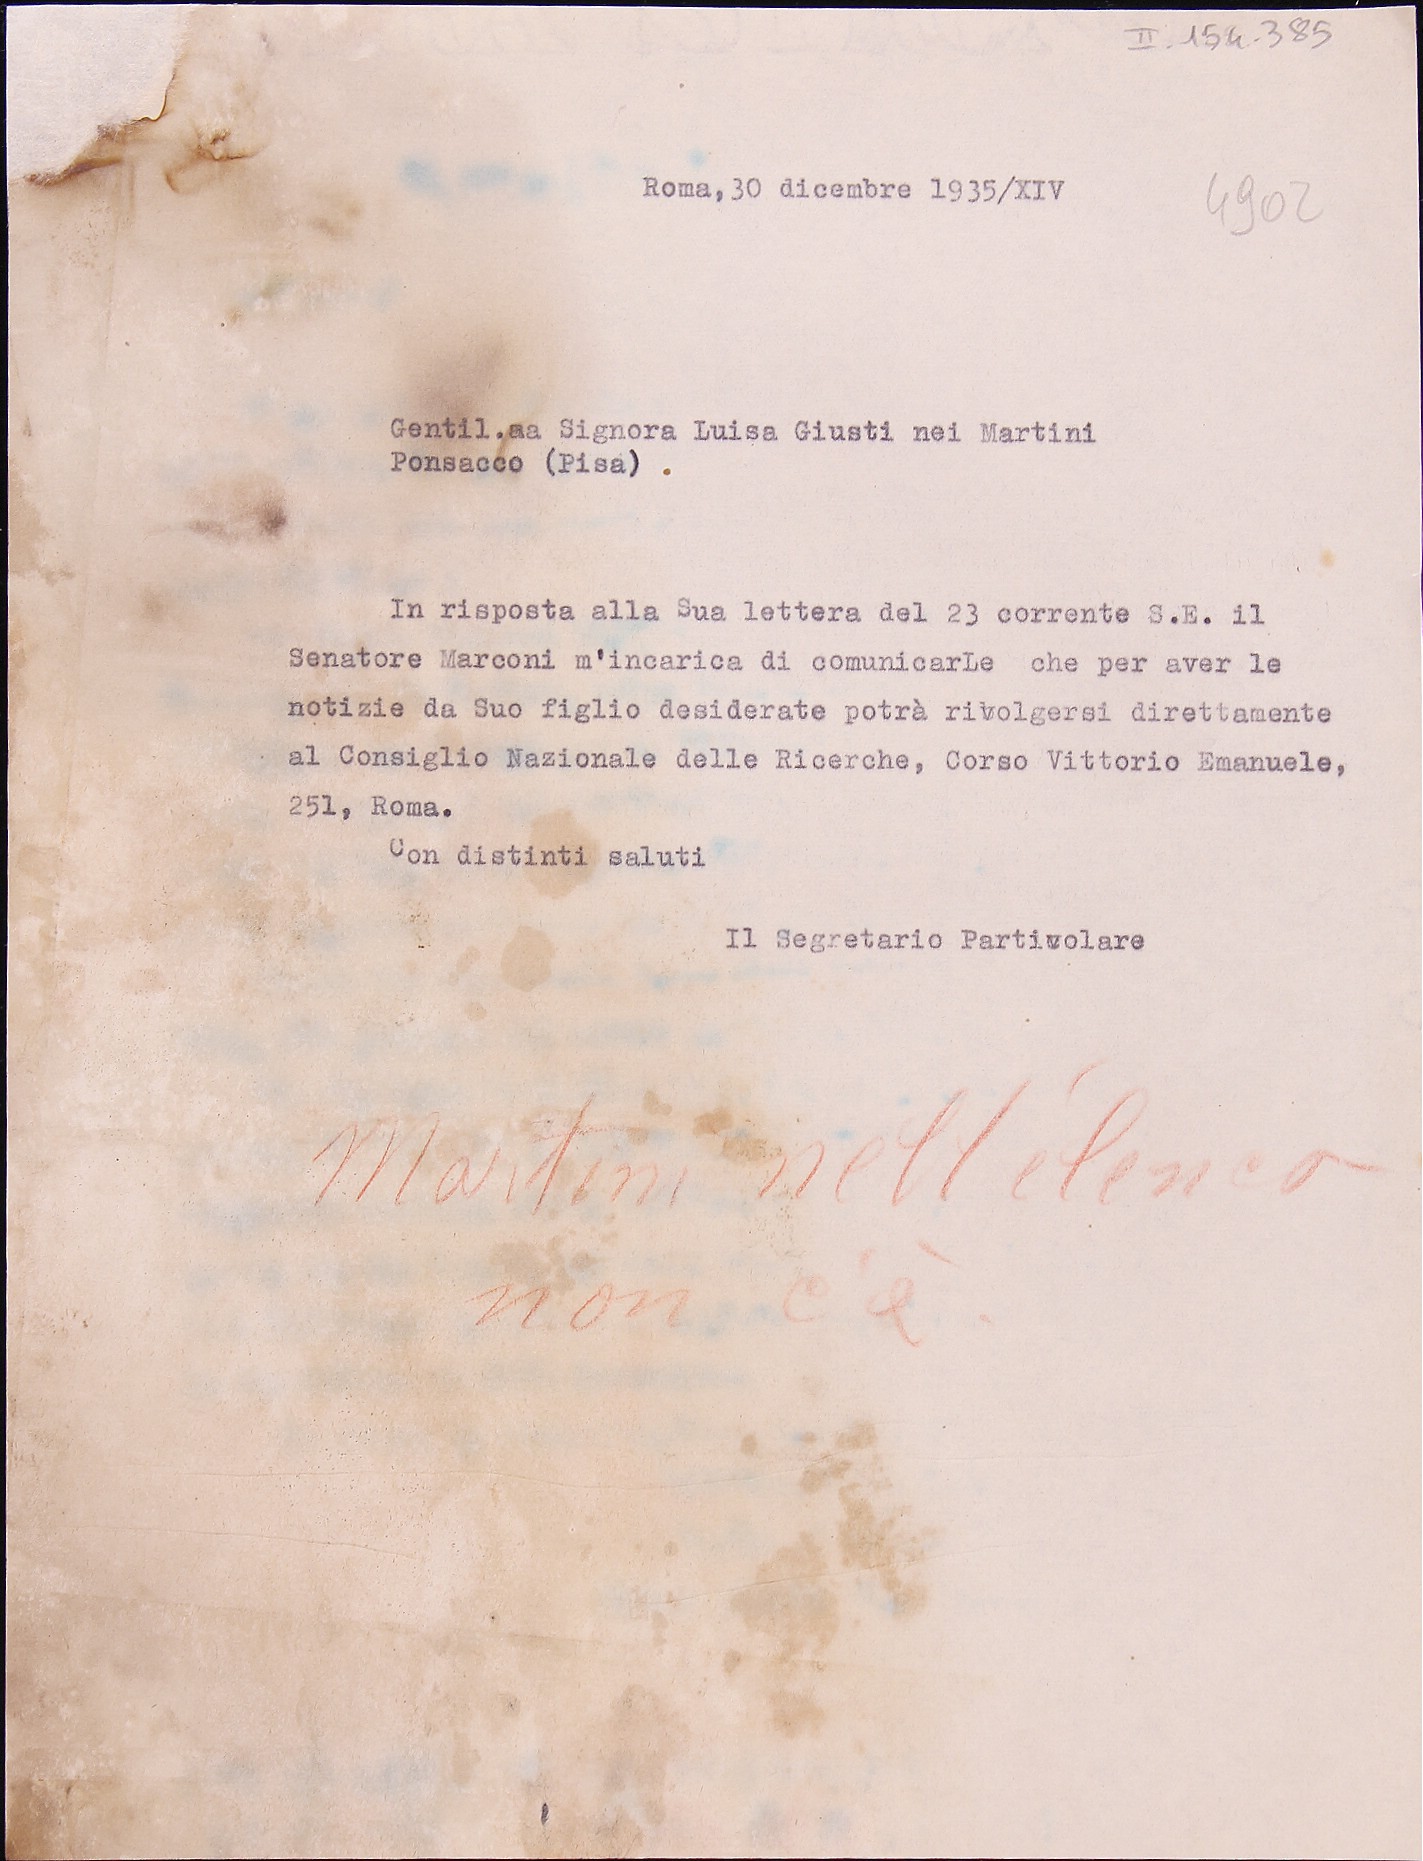 II.154.385
Roma,30 dicembre 1935/XIV
4902
Gentil.ma Signora Luisa Giusti nei Martini
Ponsacco (Pisa) .
In risposta alla Sua lettera del 23 corrente S.E. il
Senatore Marconi m'incarica di comunicarLe che per aver le
notizie da Suo figlio desiderate potrà rivolgersi direttamente
al Consiglio Nazionale delle Ricerche, Corso Vittorio Emanuele,
251, Roma.
Con distinti saluti
Il Segretario Particolare
Martini nell'elenco
non c'è.